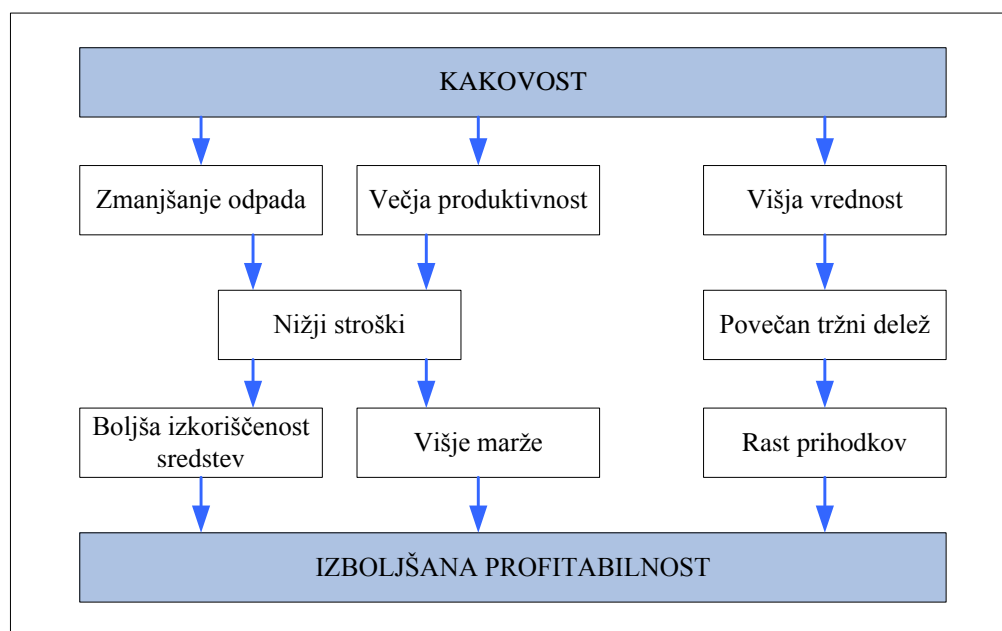 KAKOVOST
Zmanjšanje odpada
Večja produktivnost
Višja vrednost
Nižji stroški
Povečan tržni delež
Boljša izkoriščenost
sredstev
Višje marže
Rast prihodkov
IZBOLJŠANA PROFITABILNOST